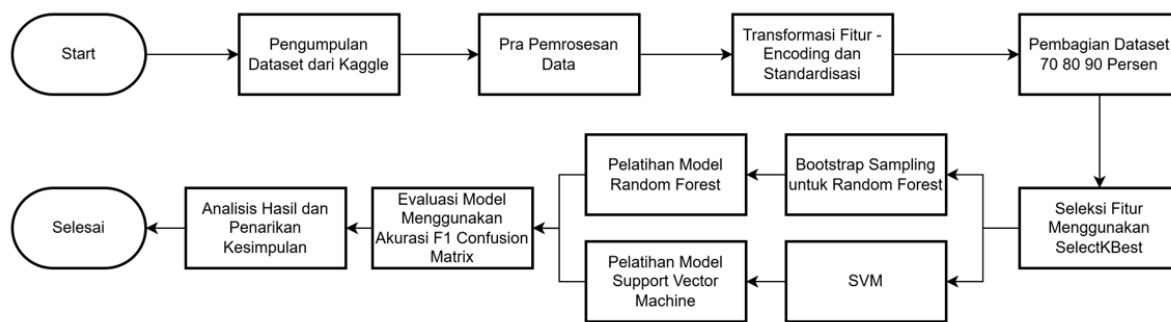 Start
Pengumpulan
Dataset dari Kaggle
Pra Pemrosesan
Data
Transformasi Fitur -
Encoding dan
Standardisasi
Pembagian Dataset
70 80 90 Persen
Seleksi Fitur
Menggunakan
SelectKBest
Bootstrap Sampling
untuk Random Forest
Pelatihan Model
Random Forest
SVM
Pelatihan Model
Support Vector
Machine
Evaluasi Model
Menggunakan
Akurasi F1 Confusion
Matrix
Analisis Hasil dan
Penarikan
Kesimpulan
Selesai